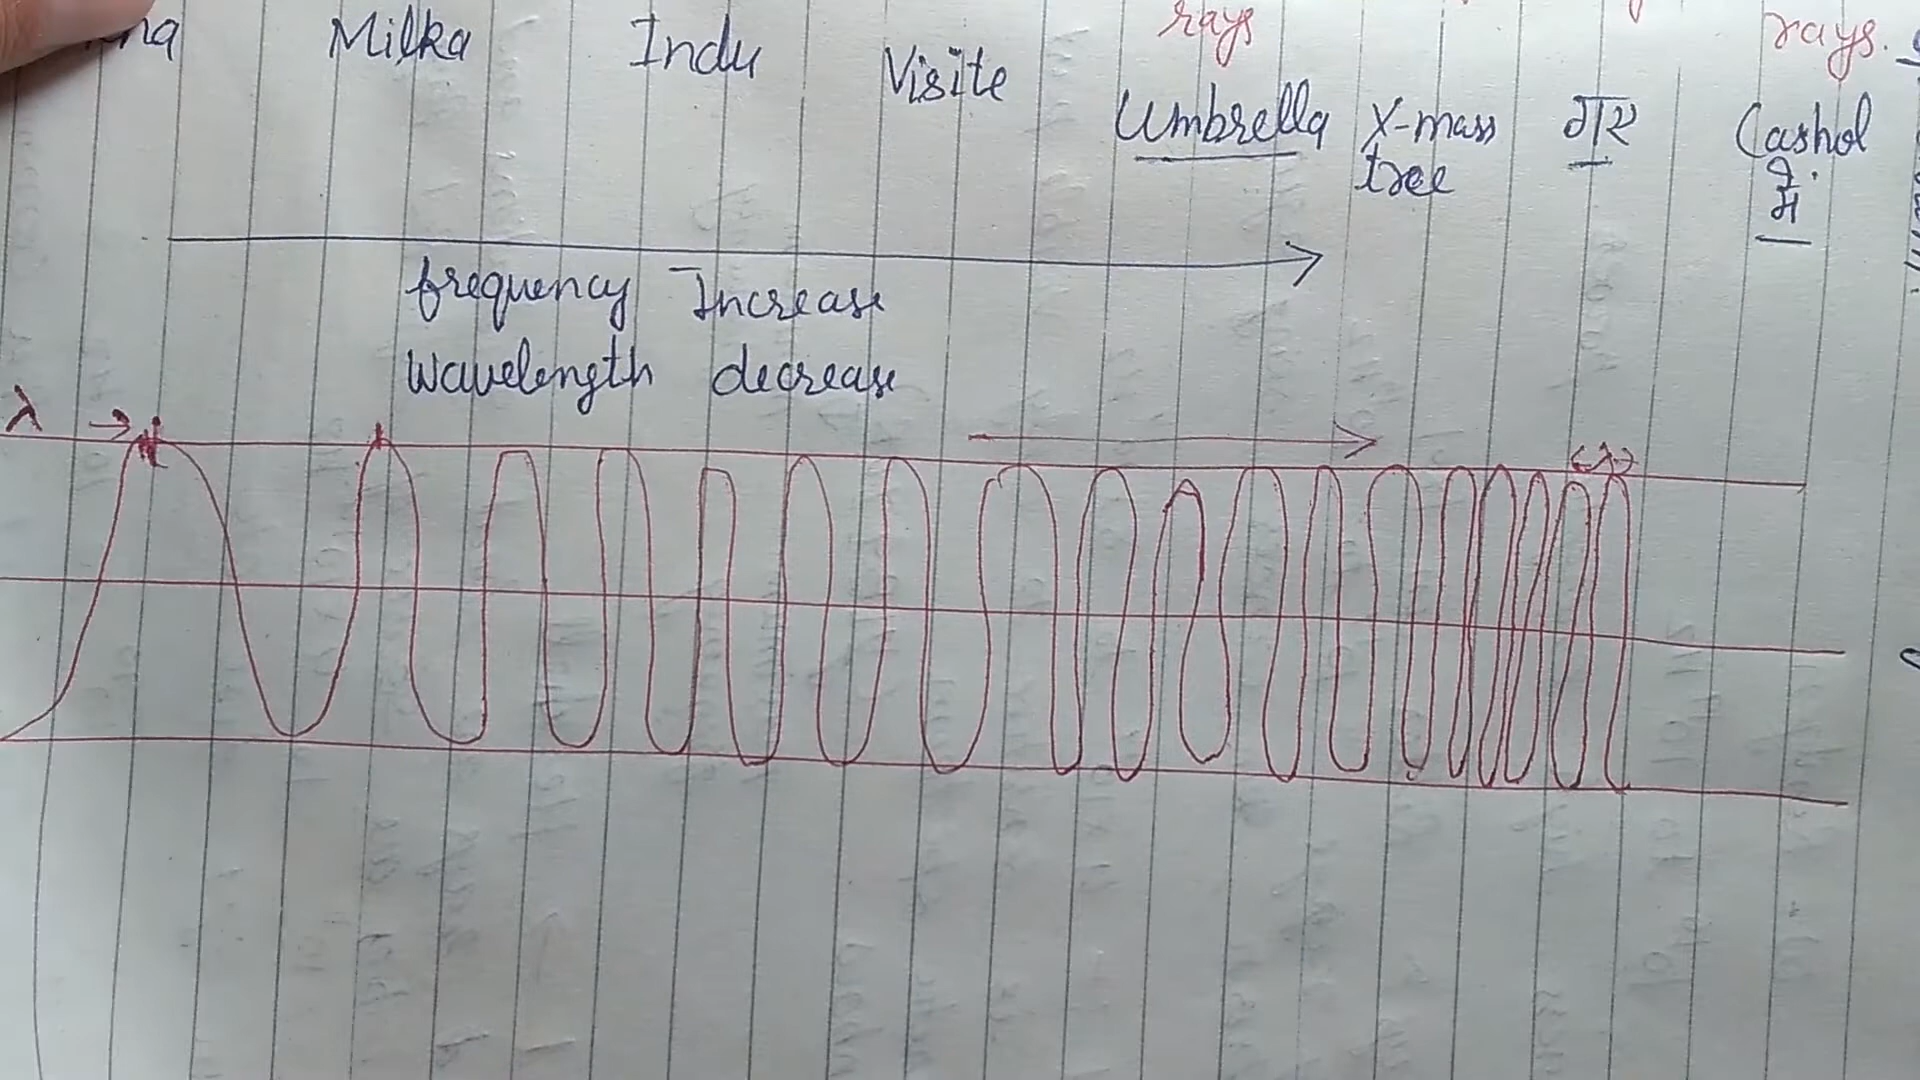 rays rays.
Milka Indu Visite
Umbrella X-mass गार Cashol
tree में
frequency Increase
Wavelength decrease
λ
λ